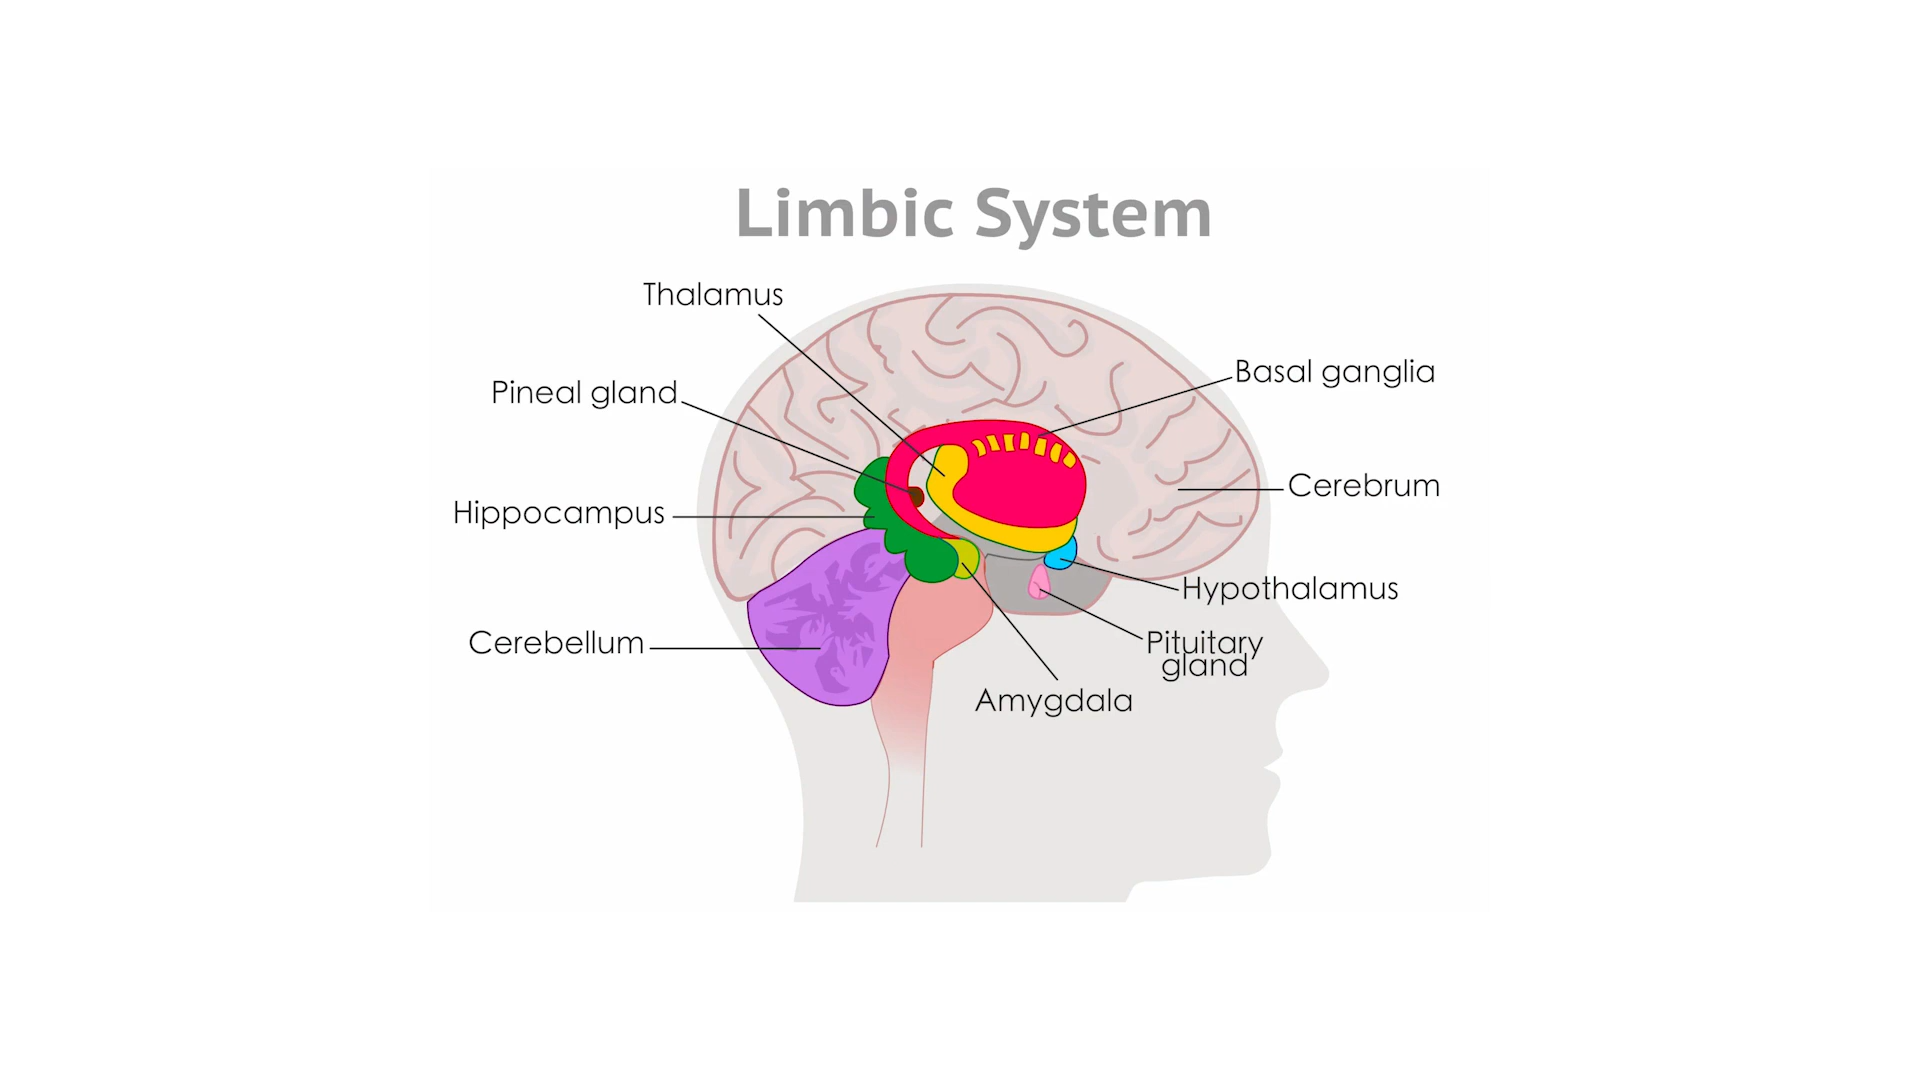 Limbic System
Thalamus
Basal ganglia
Pineal gland
Cerebrum
Hippocampus
Hypothalamus
Cerebellum
Pituitary
gland
Amygdala